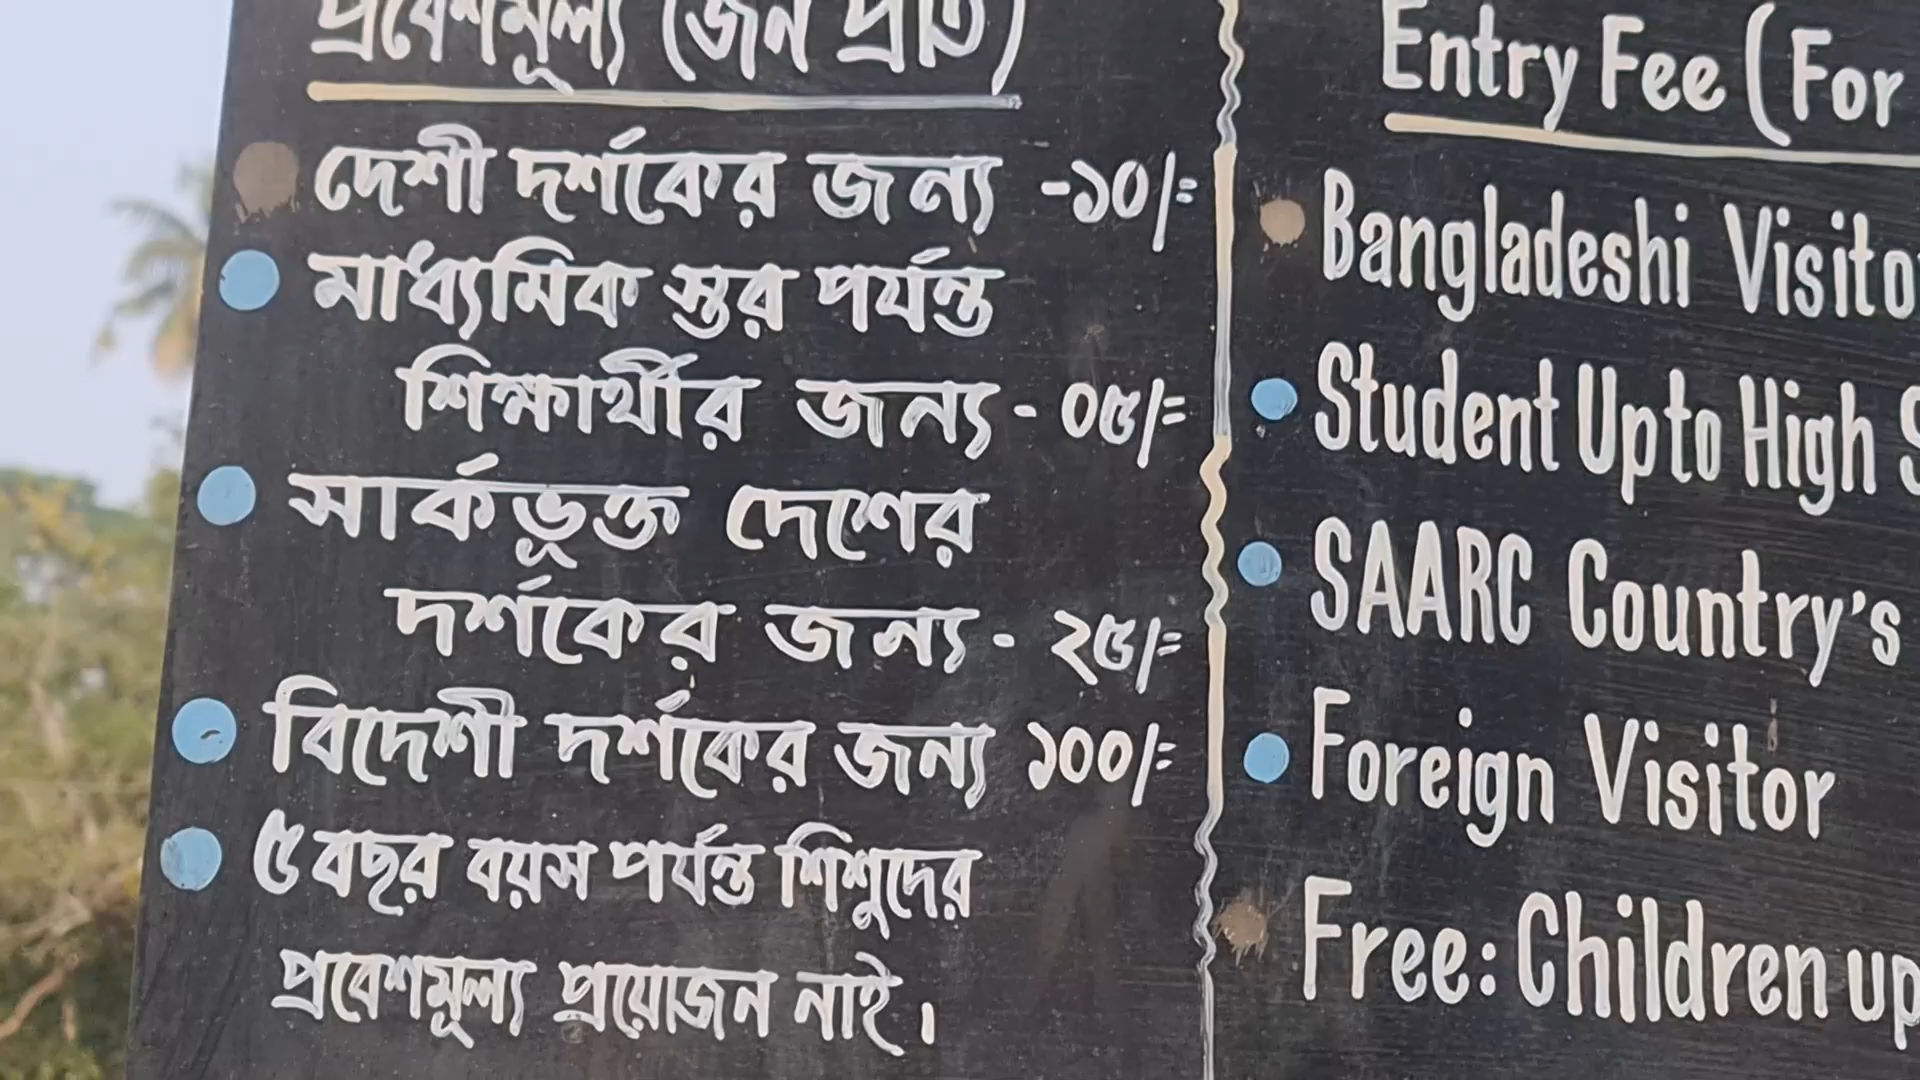 প্রবেশমূল্য (জন প্রতি)
দেশী দর্শকের জন্য -১০/=
মাধ্যমিক স্তর পর্যন্ত
শিক্ষার্থীর জন্য - ০৫/=
সার্কভূক্ত দেশের
দর্শকের জন্য - ২৫/=
বিদেশী দর্শকের জন্য ১০০/=
৫ বছর বয়স পর্যন্ত শিশুদের
প্রবেশমূল্য প্রয়োজন নাই।
Entry Fee (For
Bangladeshi Visito
Student Upto High
SAARC Country's
Foreign Visitor
Free: Children up